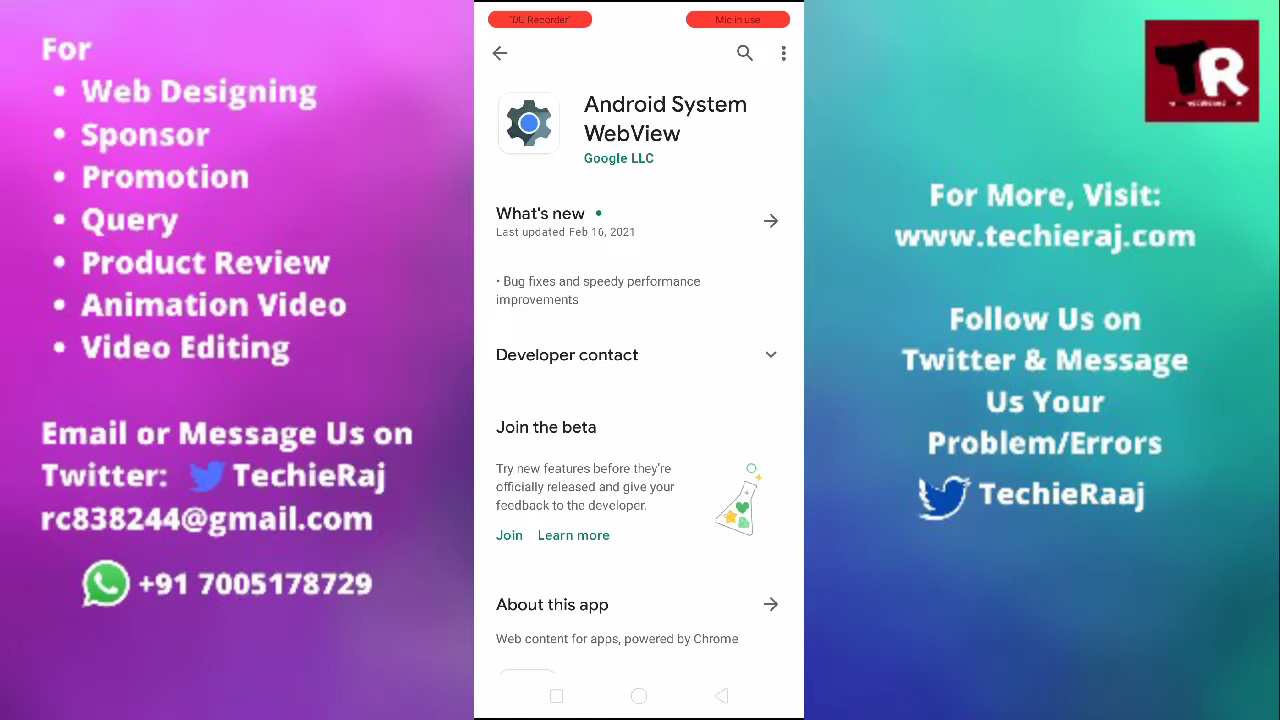 For
• Web Designing
• Sponsor
• Promotion
• Query
• Product Review
• Animation Video
• Video Editing
Email or Message Us on
Twitter: TechieRaj
rc838244@gmail.com
+91 7005178729
"DU Recorder"
Mic in use
Android System
WebView
Google LLC
What's new •
Last updated Feb 16, 2021
• Bug fixes and speedy performance
improvements
Developer contact
Join the beta
Try new features before they're
officially released and give your
feedback to the developer.
Join Learn more
About this app
Web content for apps, powered by Chrome
TR
For More, Visit:
www.techieraj.com
Follow Us on
Twitter & Message
Us Your
Problem/Errors
TechieRaaj